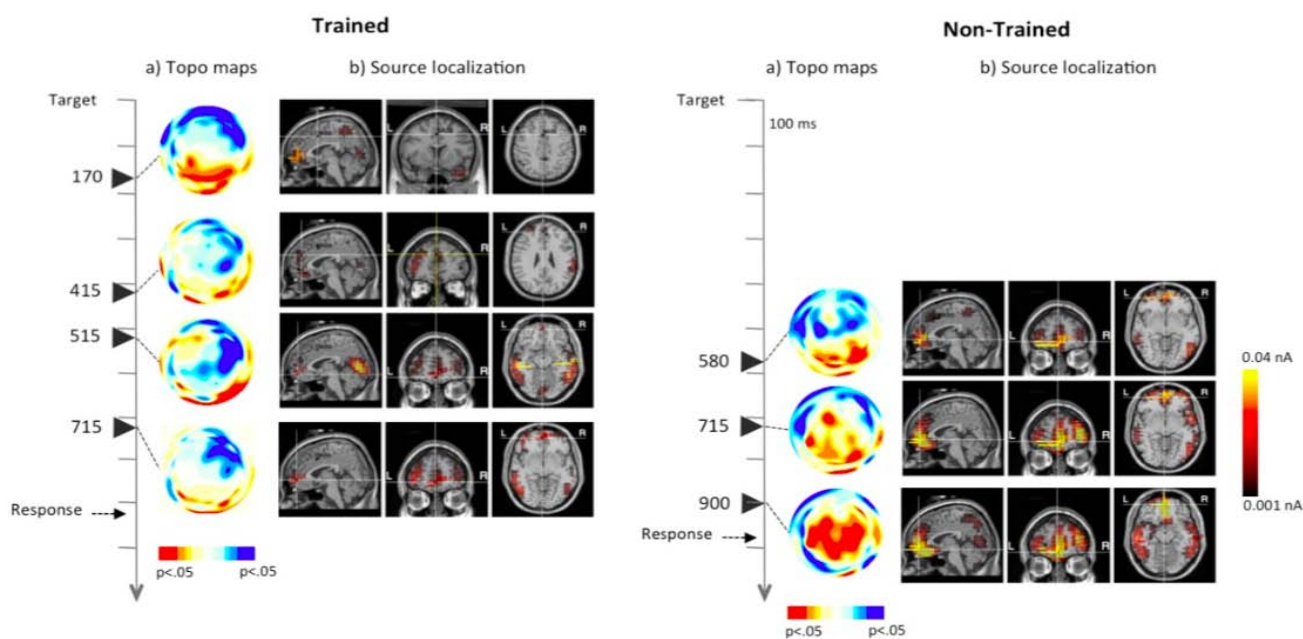 Trained
a) Topo maps b) Source localization
Target
170
415
515
715
Response
L R L R
L R L R
L R L R
L R L R
p<.05 p<.05
Non-Trained
a) Topo maps b) Source localization
Target
100 ms
580
715
900
Response
L R L R
L R L R
L R L R
p<.05 p<.05
0.04 nA
0.001 nA